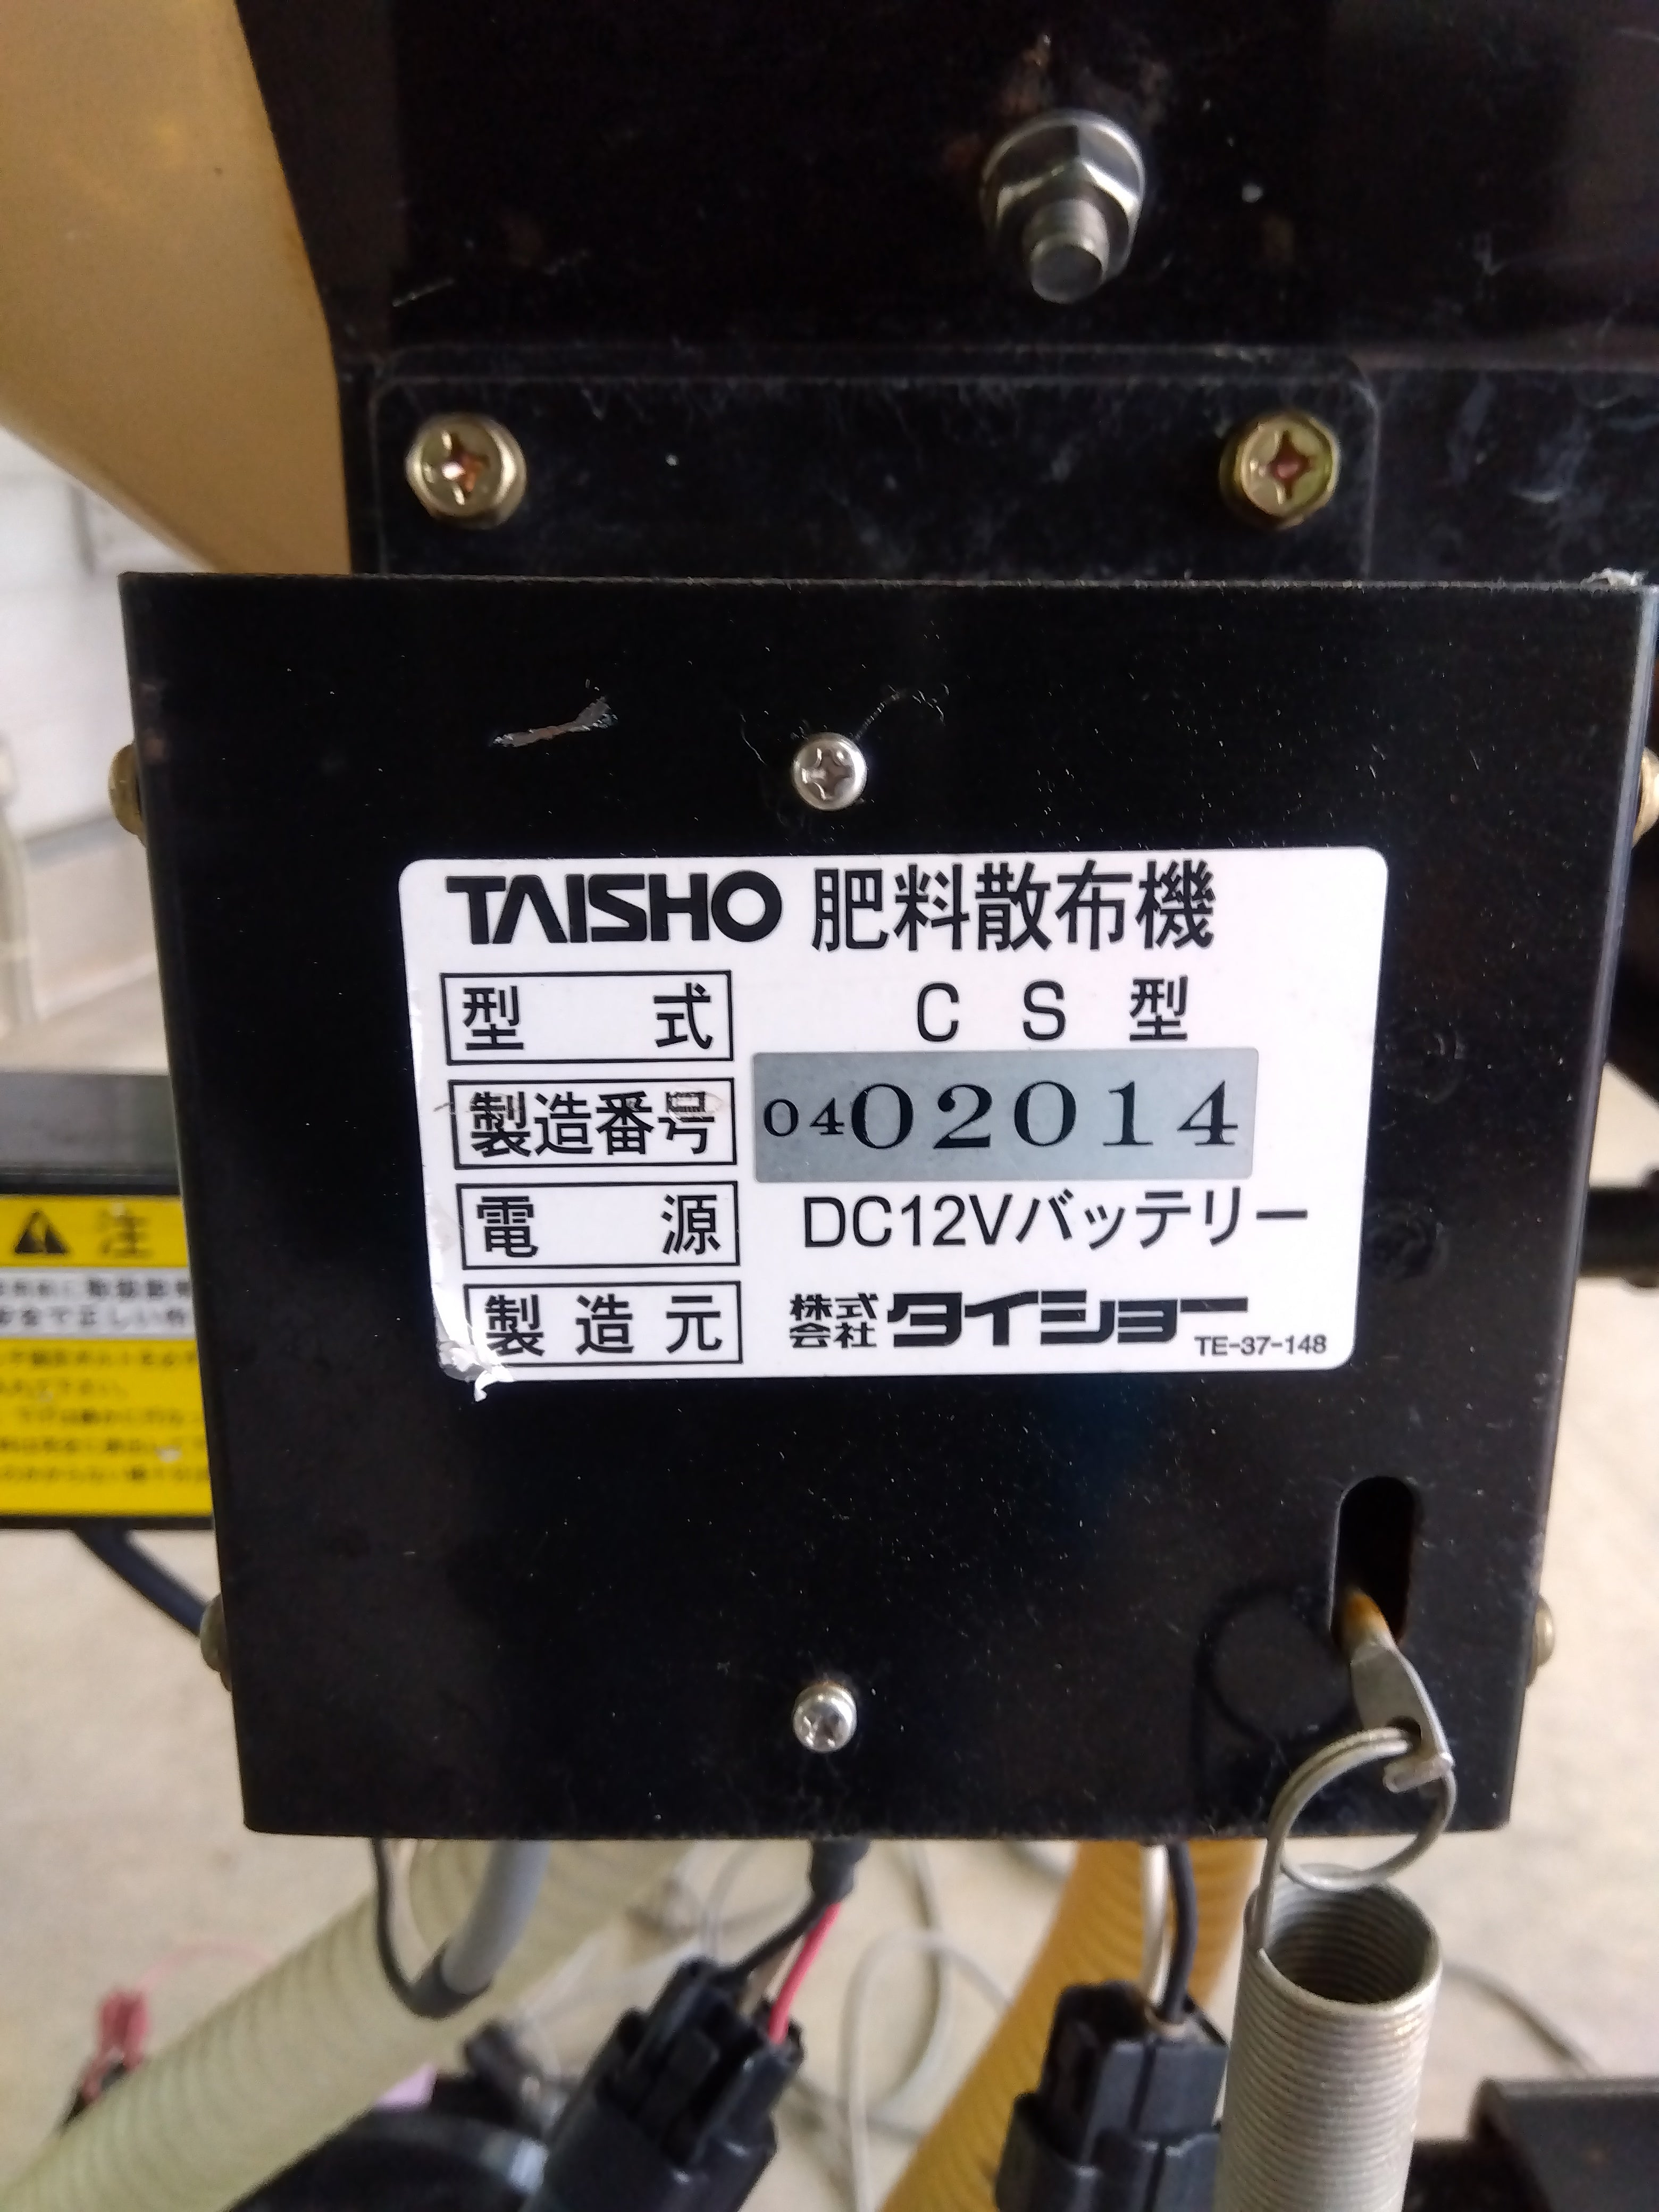 TAISHO 肥料散布機
型式 CS型
製造番号 0402014
電源 DC12Vバッテリー
製造元 株式会社タイショー
TE-37-148
注